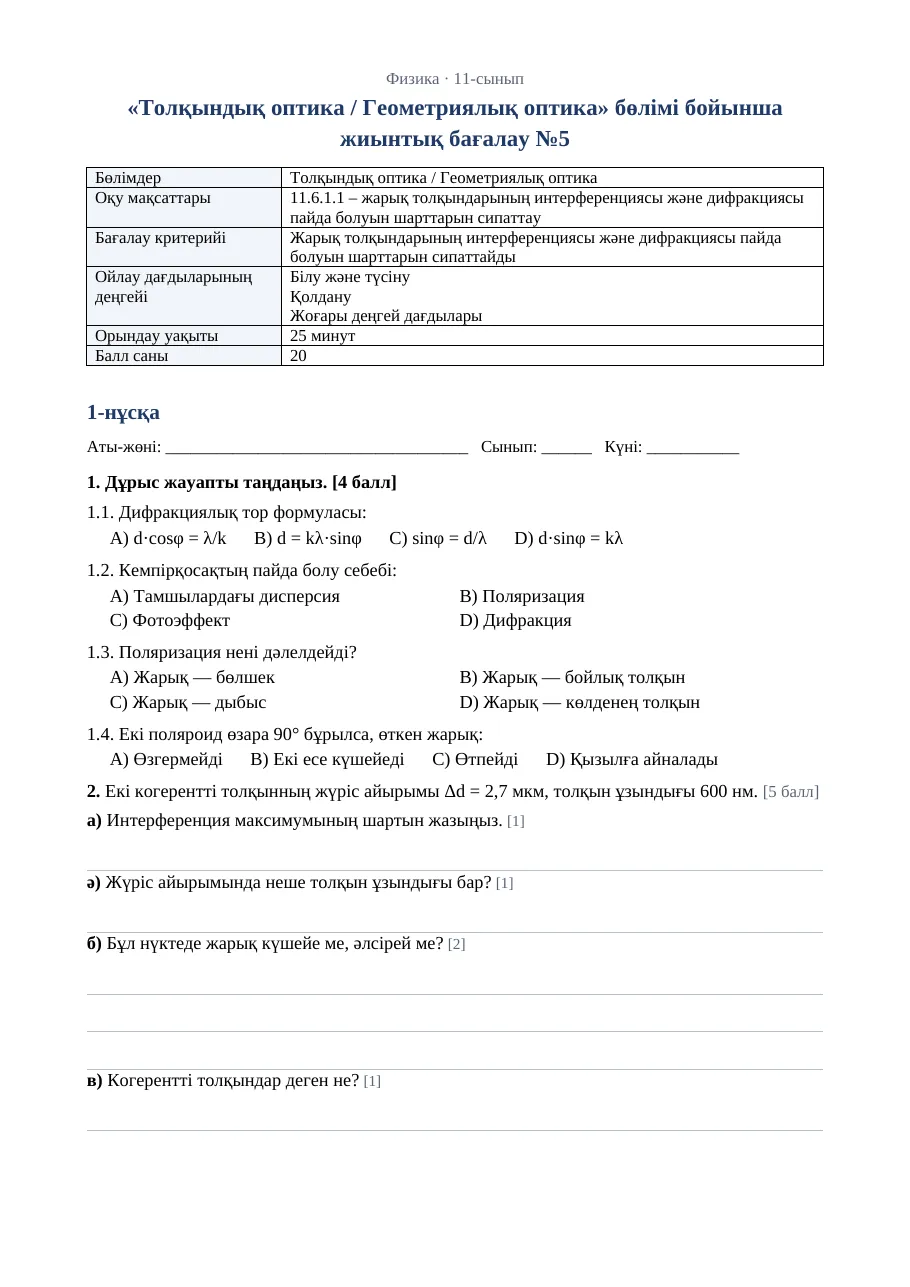 Физика · 11-сынып
«Толқындық оптика / Геометриялық оптика» бөлімі бойынша
жиынтық бағалау №5
Бөлімдер Толқындық оптика / Геометриялық оптика
Оқу мақсаттары 11.6.1.1 – жарық толқындарының интерференциясы және дифракциясы
пайда болуын шарттарын сипаттау
Бағалау критерийі Жарық толқындарының интерференциясы және дифракциясы пайда
болуын шарттарын сипаттайды
Ойлау дағдыларының Білу және түсіну
деңгейі Қолдану
Жоғары деңгей дағдылары
Орындау уақыты 25 минут
Балл саны 20
1-нұсқа
Аты-жөні: ____________________________________ Сынып: ______ Күні: ___________
1. Дұрыс жауапты таңдаңыз. [4 балл]
1.1. Дифракциялық тор формуласы:
A) d·cosφ = λ/k B) d = kλ·sinφ C) sinφ = d/λ D) d·sinφ = kλ
1.2. Кемпірқосақтың пайда болу себебі:
A) Тамшылардағы дисперсия B) Поляризация
C) Фотоэффект D) Дифракция
1.3. Поляризация нені дәлелдейді?
A) Жарық — бөлшек B) Жарық — бойлық толқын
C) Жарық — дыбыс D) Жарық — көлденең толқын
1.4. Екі поляроид өзара 90° бұрылса, өткен жарық:
A) Өзгермейді B) Екі есе күшейеді C) Өтпейді D) Қызылға айналады
2. Екі когерентті толқынның жүріс айырымы Δd = 2,7 мкм, толқын ұзындығы 600 нм. [5 балл]
а) Интерференция максимумының шартын жазыңыз. [1]
ә) Жүріс айырымында неше толқын ұзындығы бар? [1]
б) Бұл нүктеде жарық күшейе ме, әлсірей ме? [2]
в) Когерентті толқындар деген не? [1]